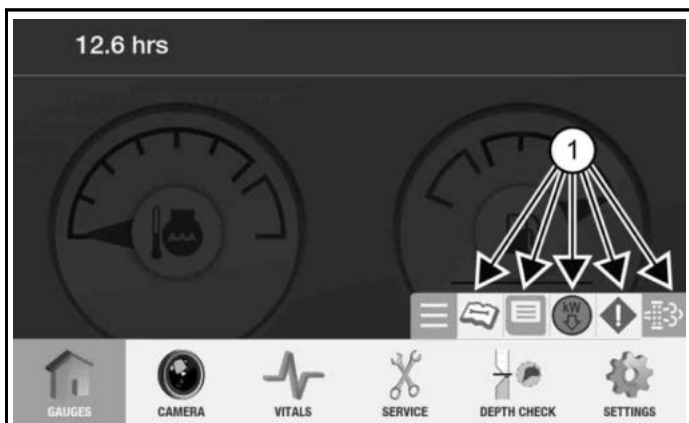 12.6 hrs
1
kW
GAUGES
CAMERA
VITALS
SERVICE
DEPTH CHECK
SETTINGS